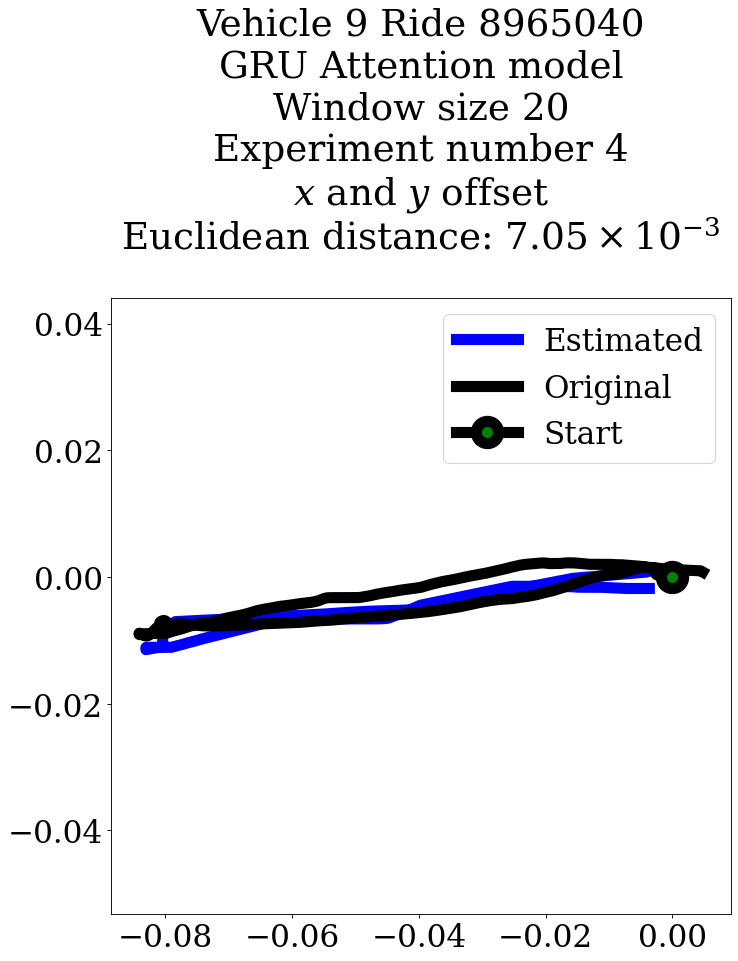 Vehicle 9 Ride 8965040
GRU Attention model
Window size 20
Experiment number 4
x and y offset
Euclidean distance: 7.05 × 10⁻³
Estimated
Original
Start
0.04
0.02
0.00
−0.02
−0.04
−0.08 −0.06 −0.04 −0.02 0.00